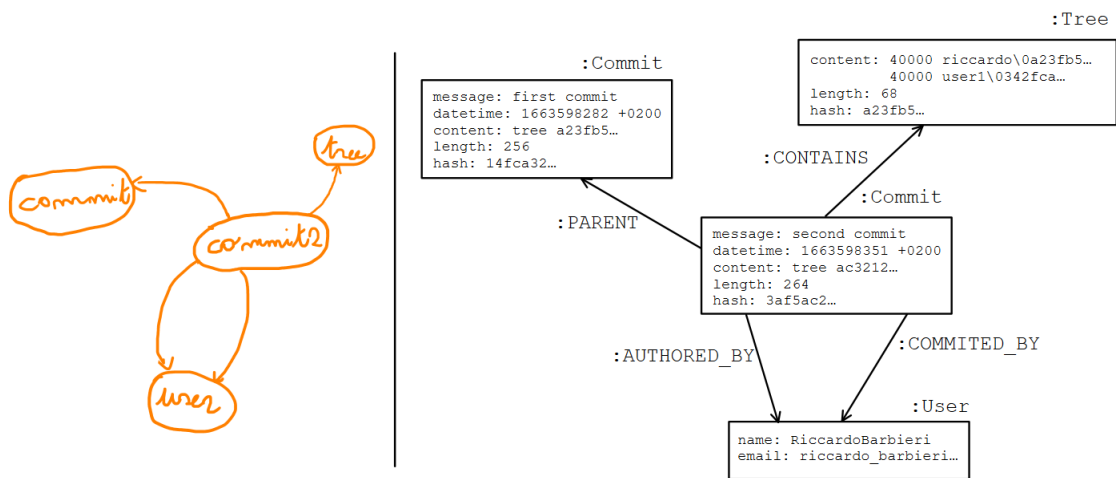 tree
commit
commit2
user
:Commit
message: first commit
datetime: 1663598282 +0200
content: tree a23fb5…
length: 256
hash: 14fca32…
:Tree
content: 40000 riccardo\0a23fb5…
40000 user1\0342fca…
length: 68
hash: a23fb5…
:CONTAINS
:PARENT
:Commit
message: second commit
datetime: 1663598351 +0200
content: tree ac3212…
length: 264
hash: 3af5ac2…
:AUTHORED_BY
:COMMITED_BY
:User
name: RiccardoBarbieri
email: riccardo_barbieri…